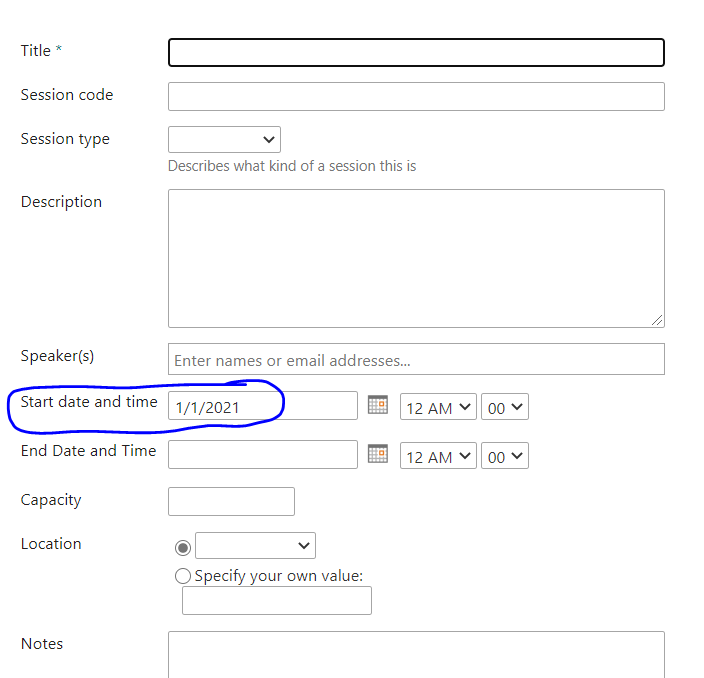 Title *
Session code
Session type
Describes what kind of a session this is
Description
Speaker(s) Enter names or email addresses...
Start date and time 1/1/2021 12 AM 00
End Date and Time 12 AM 00
Capacity
Location
Specify your own value:
Notes